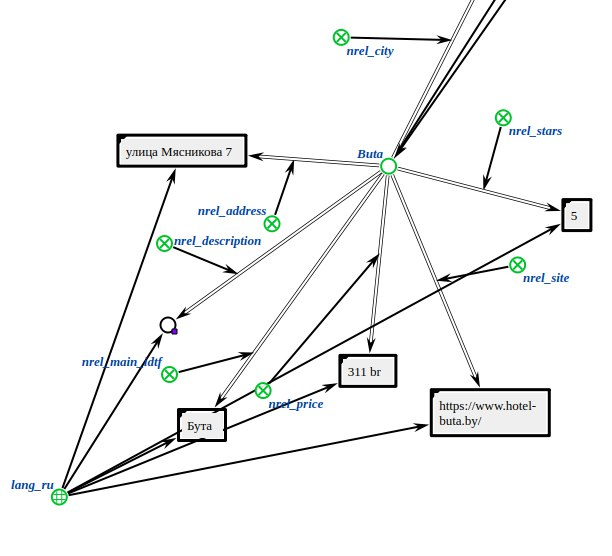 nrel_city
nrel_stars
улица Мясникова 7
Buta
nrel_address
5
nrel_description
nrel_site
nrel_main_idtf
311 br
nrel_price
https://www.hotel-
buta.by/
Бута
lang_ru